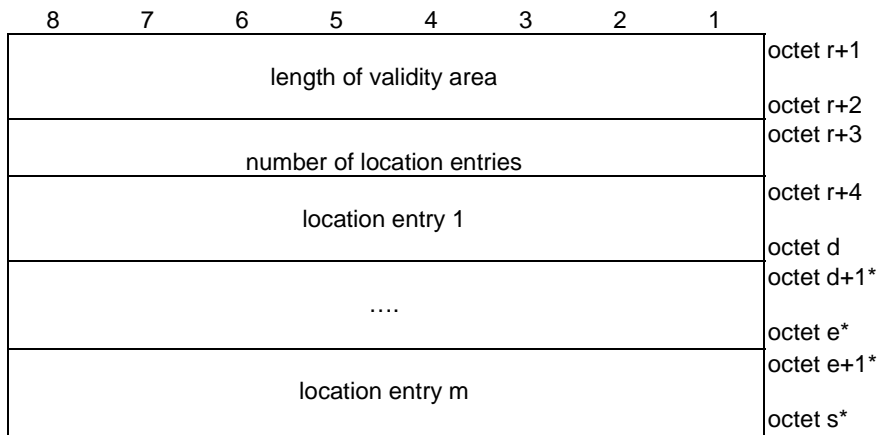 8 7 6 5 4 3 2 1
octet r+1
length of validity area
octet r+2
octet r+3
number of location entries
octet r+4
location entry 1
octet d
octet d+1*
….
octet e*
octet e+1*
location entry m
octet s*